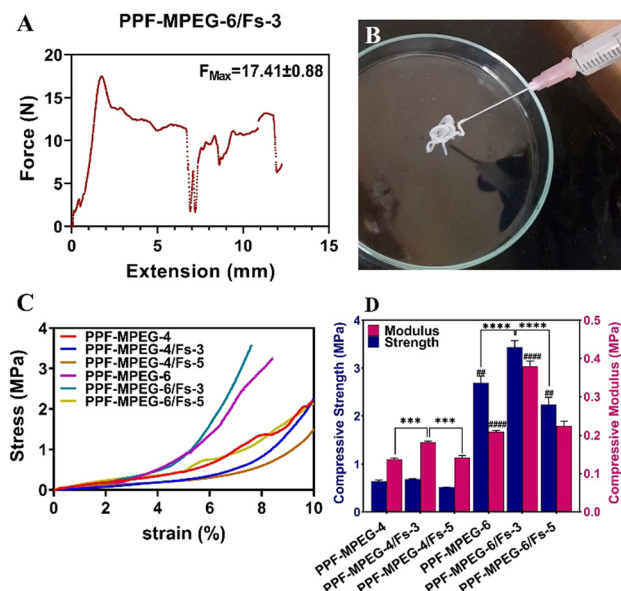 A
PPF-MPEG-6/Fs-3
F_Max=17.41±0.88
Force (N)
20
15
10
5
0
0
5
10
15
Extension (mm)
B
C
PPF-MPEG-4
PPF-MPEG-4/Fs-3
PPF-MPEG-4/Fs-5
PPF-MPEG-6
PPF-MPEG-6/Fs-3
PPF-MPEG-6/Fs-5
Stress (MPa)
4
3
2
1
0
0
2
4
6
8
10
strain (%)
D
Modulus
Strength
Compressive Strength (MPa)
4
3
2
1
0
Compressive Modulus (MPa)
0.5
0.4
0.3
0.2
0.1
0.0
***
***
****
****
##
####
####
##
PPF-MPEG-4
PPF-MPEG-4/Fs-3
PPF-MPEG-4/Fs-5
PPF-MPEG-6
PPF-MPEG-6/Fs-3
PPF-MPEG-6/Fs-5